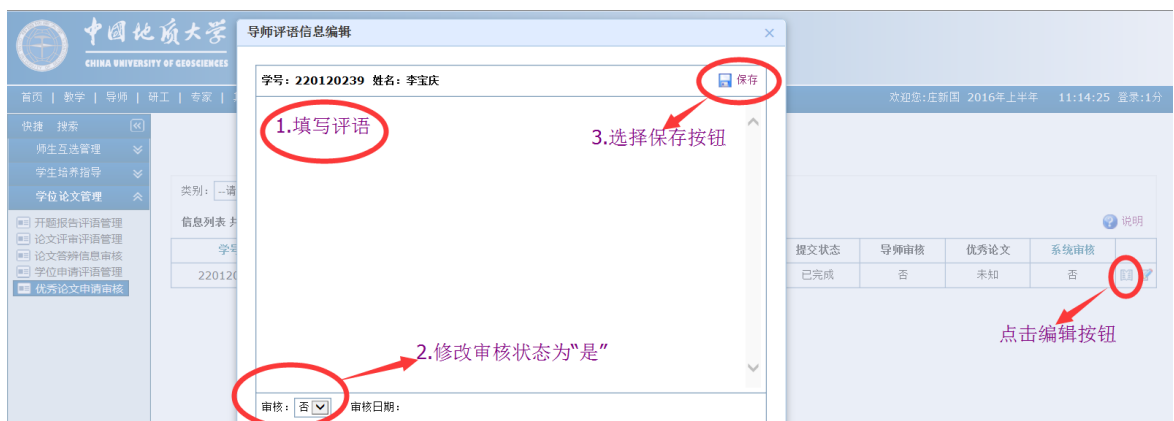 中国地质大学
CHINA UNIVERSITY OF GEOSCIENCES
导师评语信息编辑
学号：220120239 姓名：李宝庆 保存
首页 | 教学 | 导师 | 研工 | 专家 |
欢迎您:庄新国 2016年上半年 11:14:25 登录:1分
快捷 搜索
师生互选管理
学生培养指导
学位论文管理
开题报告评语管理
论文评审评语管理
论文答辩信息审核
学位申请评语管理
优秀论文申请审核
1.填写评语
3.选择保存按钮
类别： --请
信息列表 共
说明
学号 提交状态 导师审核 优秀论文 系统审核
22012 已完成 否 未知 否
点击编辑按钮
2.修改审核状态为“是”
审核： 否 审核日期：